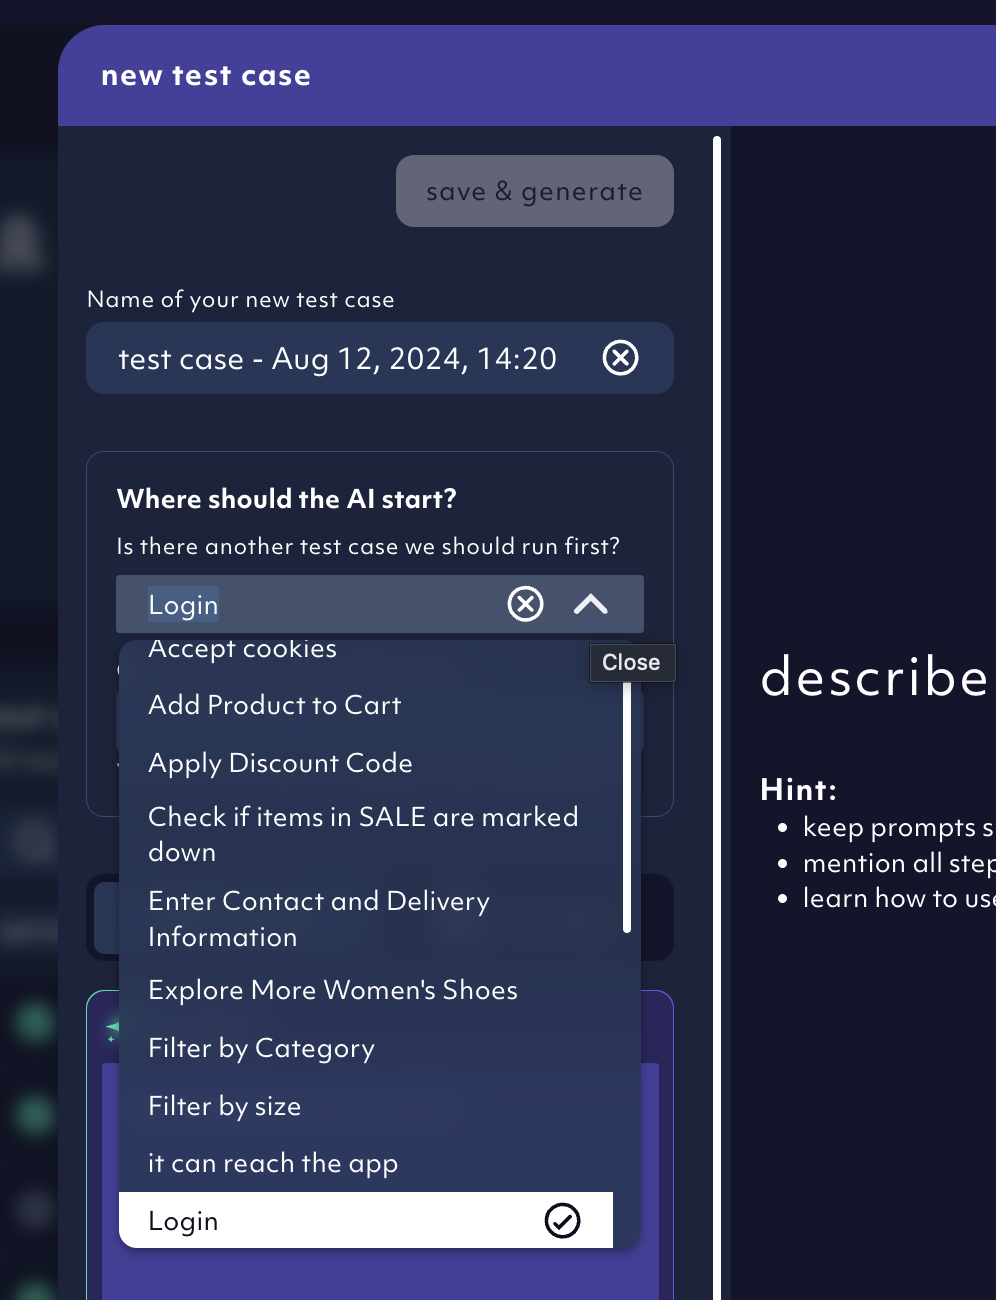 new test case
save & generate
Name of your new test case
test case - Aug 12, 2024, 14:20
Where should the AI start?
Is there another test case we should run first?
Login
Close
Accept cookies
Add Product to Cart
Apply Discount Code
Check if items in SALE are marked
down
Enter Contact and Delivery
Information
Explore More Women's Shoes
Filter by Category
Filter by size
it can reach the app
Login
describe
Hint:
• keep prompts
• mention all
• learn how to